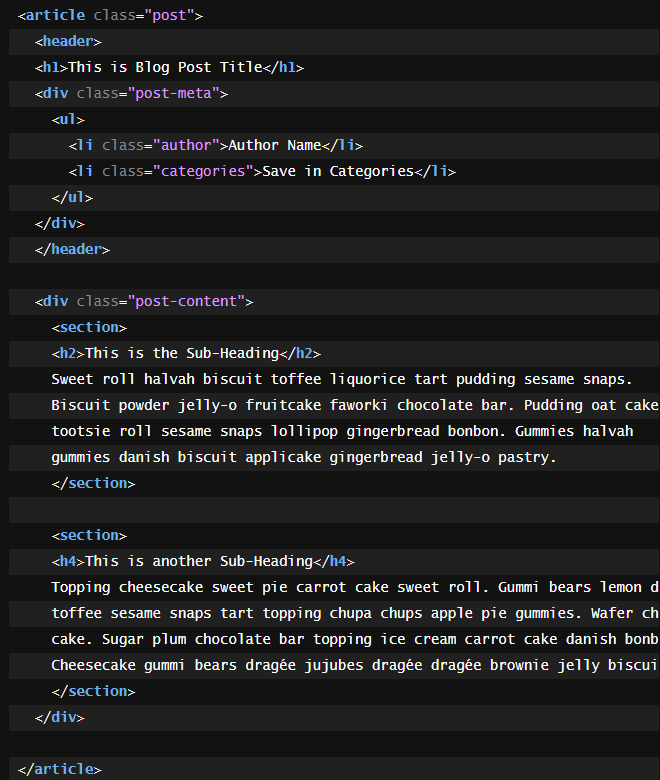 <article class="post">
<header>
<h1>This is Blog Post Title</h1>
<div class="post-meta">
<ul>
<li class="author">Author Name</li>
<li class="categories">Save in Categories</li>
</ul>
</div>
</header>
<div class="post-content">
<section>
<h2>This is the Sub-Heading</h2>
Sweet roll halvah biscuit toffee liquorice tart pudding sesame snaps.
Biscuit powder jelly-o fruitcake faworki chocolate bar. Pudding oat cake
tootsie roll sesame snaps lollipop gingerbread bonbon. Gummies halvah
gummies danish biscuit applicake gingerbread jelly-o pastry.
</section>
<section>
<h4>This is another Sub-Heading</h4>
Topping cheesecake sweet pie carrot cake sweet roll. Gummi bears lemon d
toffee sesame snaps tart topping chupa chups apple pie gummies. Wafer ch
cake. Sugar plum chocolate bar topping ice cream carrot cake danish bonb
Cheesecake gummi bears dragée jujubes dragée dragée brownie jelly biscui
</section>
</div>
</article>